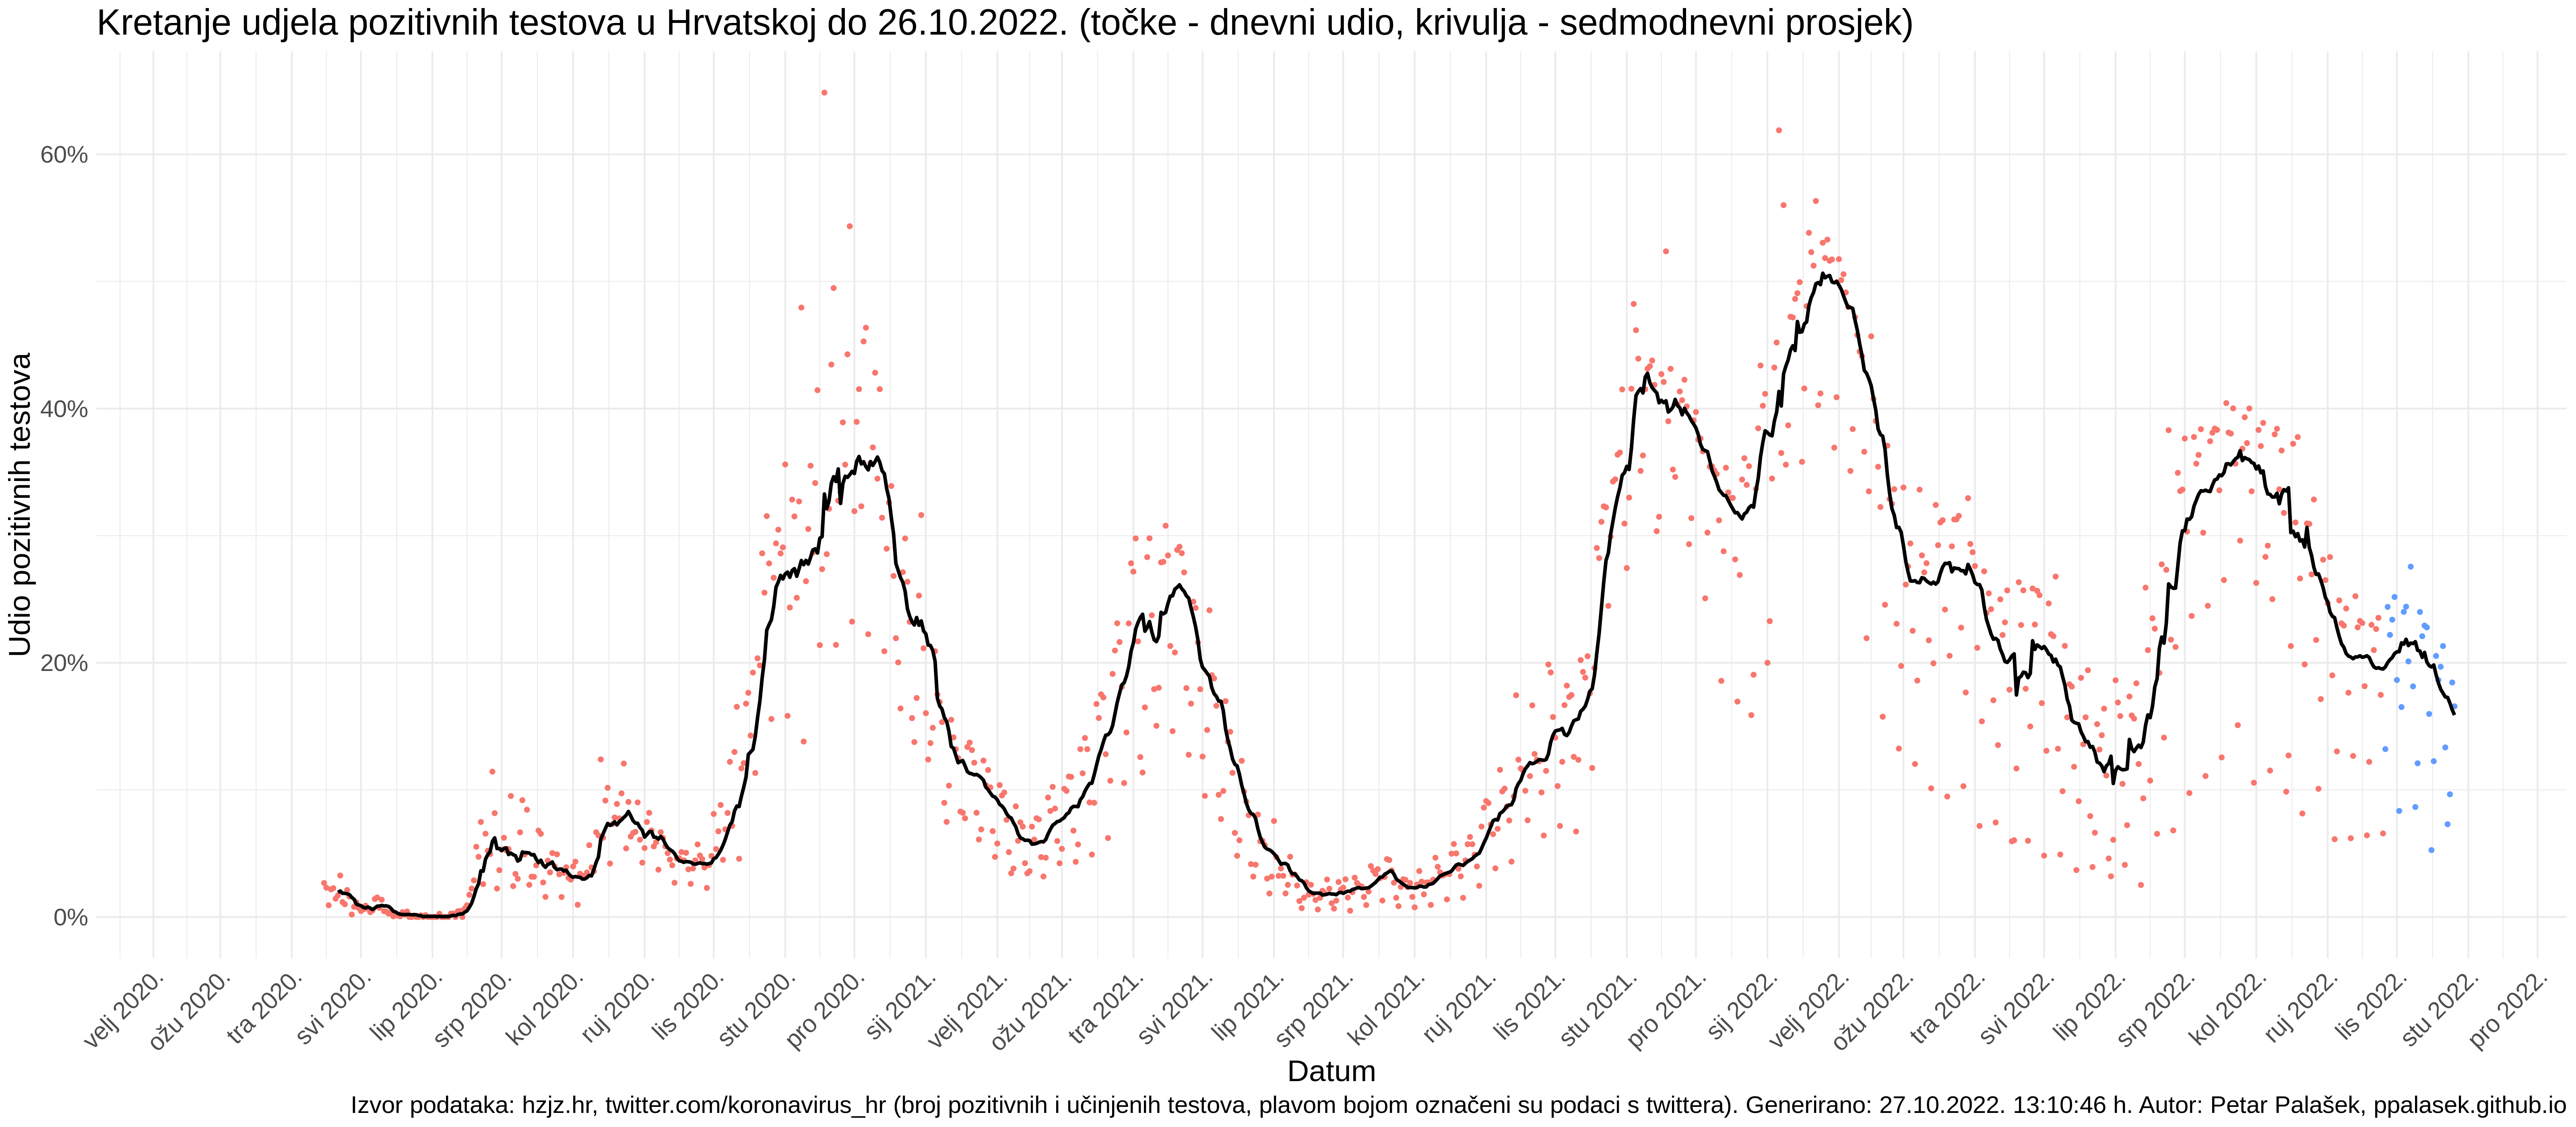 Kretanje udjela pozitivnih testova u Hrvatskoj do 26.10.2022. (točke - dnevni udio, krivulja - sedmodnevni prosjek)
Udio pozitivnih testova
60%
40%
20%
0%
velj 2020.
ožu 2020.
tra 2020.
svi 2020.
lip 2020.
srp 2020.
kol 2020.
ruj 2020.
lis 2020.
stu 2020.
pro 2020.
sij 2021.
velj 2021.
ožu 2021.
tra 2021.
svi 2021.
lip 2021.
srp 2021.
kol 2021.
ruj 2021.
lis 2021.
stu 2021.
pro 2021.
sij 2022.
velj 2022.
ožu 2022.
tra 2022.
svi 2022.
lip 2022.
srp 2022.
kol 2022.
ruj 2022.
lis 2022.
stu 2022.
pro 2022.
Datum
Izvor podataka: hzjz.hr, twitter.com/koronavirus_hr (broj pozitivnih i učinjenih testova, plavom bojom označeni su podaci s twittera). Generirano: 27.10.2022. 13:10:46 h. Autor: Petar Palašek, ppalasek.github.io